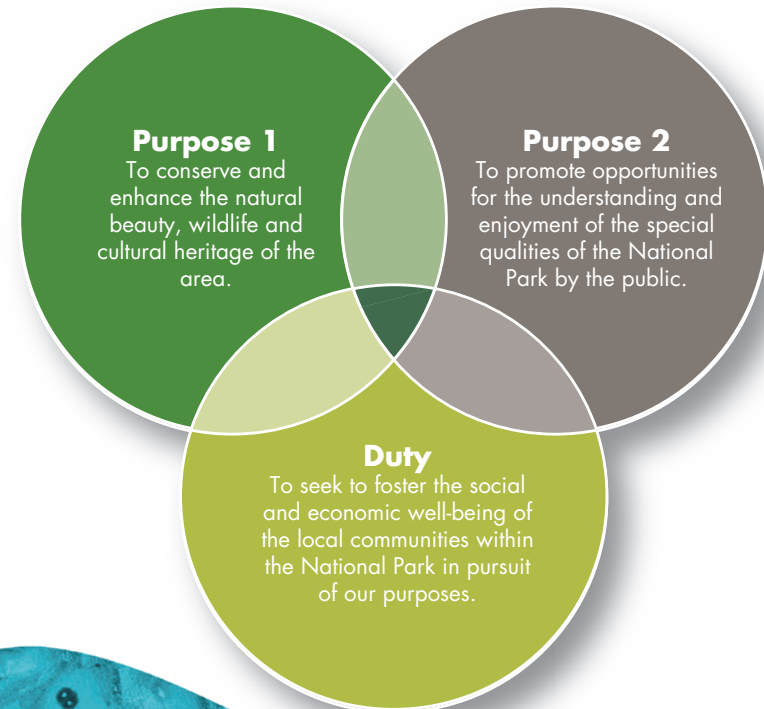 Purpose 1
To conserve and
enhance the natural
beauty, wildlife and
cultural heritage of the
area.
Purpose 2
To promote opportunities
for the understanding and
enjoyment of the special
qualities of the National
Park by the public.
Duty
To seek to foster the social
and economic well-being of
the local communities within
the National Park in pursuit
of our purposes.